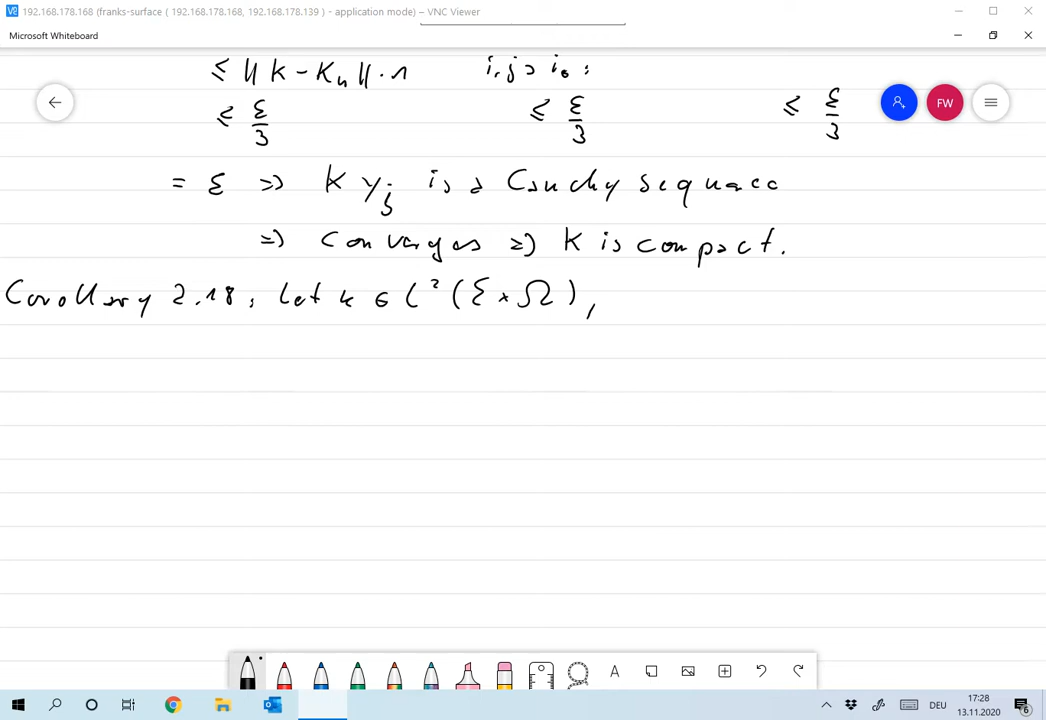 192.168.178.168 (franks-surface ( 192.168.178.168, 192.168.178.139 ) - application mode) – VNC Viewer
Microsoft Whiteboard
≤ ||K - Kₙ||·1 i,j > i₀ :
≤ ε/3 ≤ ε/3 ≤ ε/3
= ε ⇒ K yⱼ is a Cauchy sequence
⇒ converges ⇒ K is compact.
Corollary 2.18: Let k ∈ L²(Σ × Ω),
FW
A
DEU
17:28
13.11.2020
6